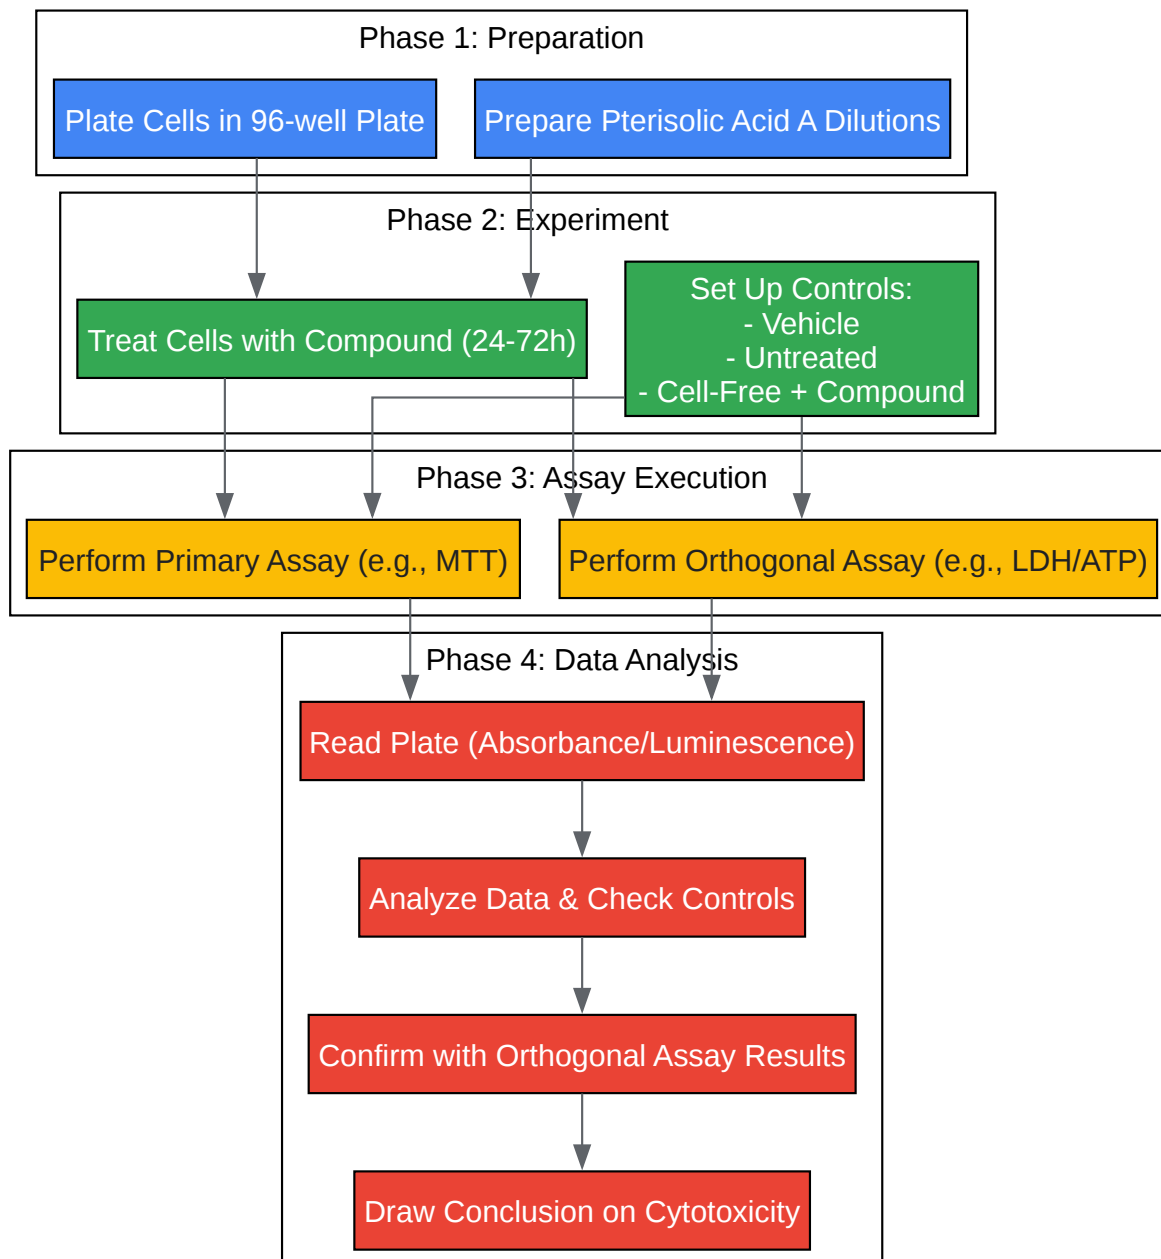 Phase 1: Preparation
Plate Cells in 96-well Plate
Prepare Pterisolic Acid A Dilutions
Phase 2: Experiment
Treat Cells with Compound (24-72h)
Set Up Controls:
- Vehicle
- Untreated
- Cell-Free + Compound
Phase 3: Assay Execution
Perform Primary Assay (e.g., MTT)
Perform Orthogonal Assay (e.g., LDH/ATP)
Phase 4: Data Analysis
Read Plate (Absorbance/Luminescence)
Analyze Data & Check Controls
Confirm with Orthogonal Assay Results
Draw Conclusion on Cytotoxicity